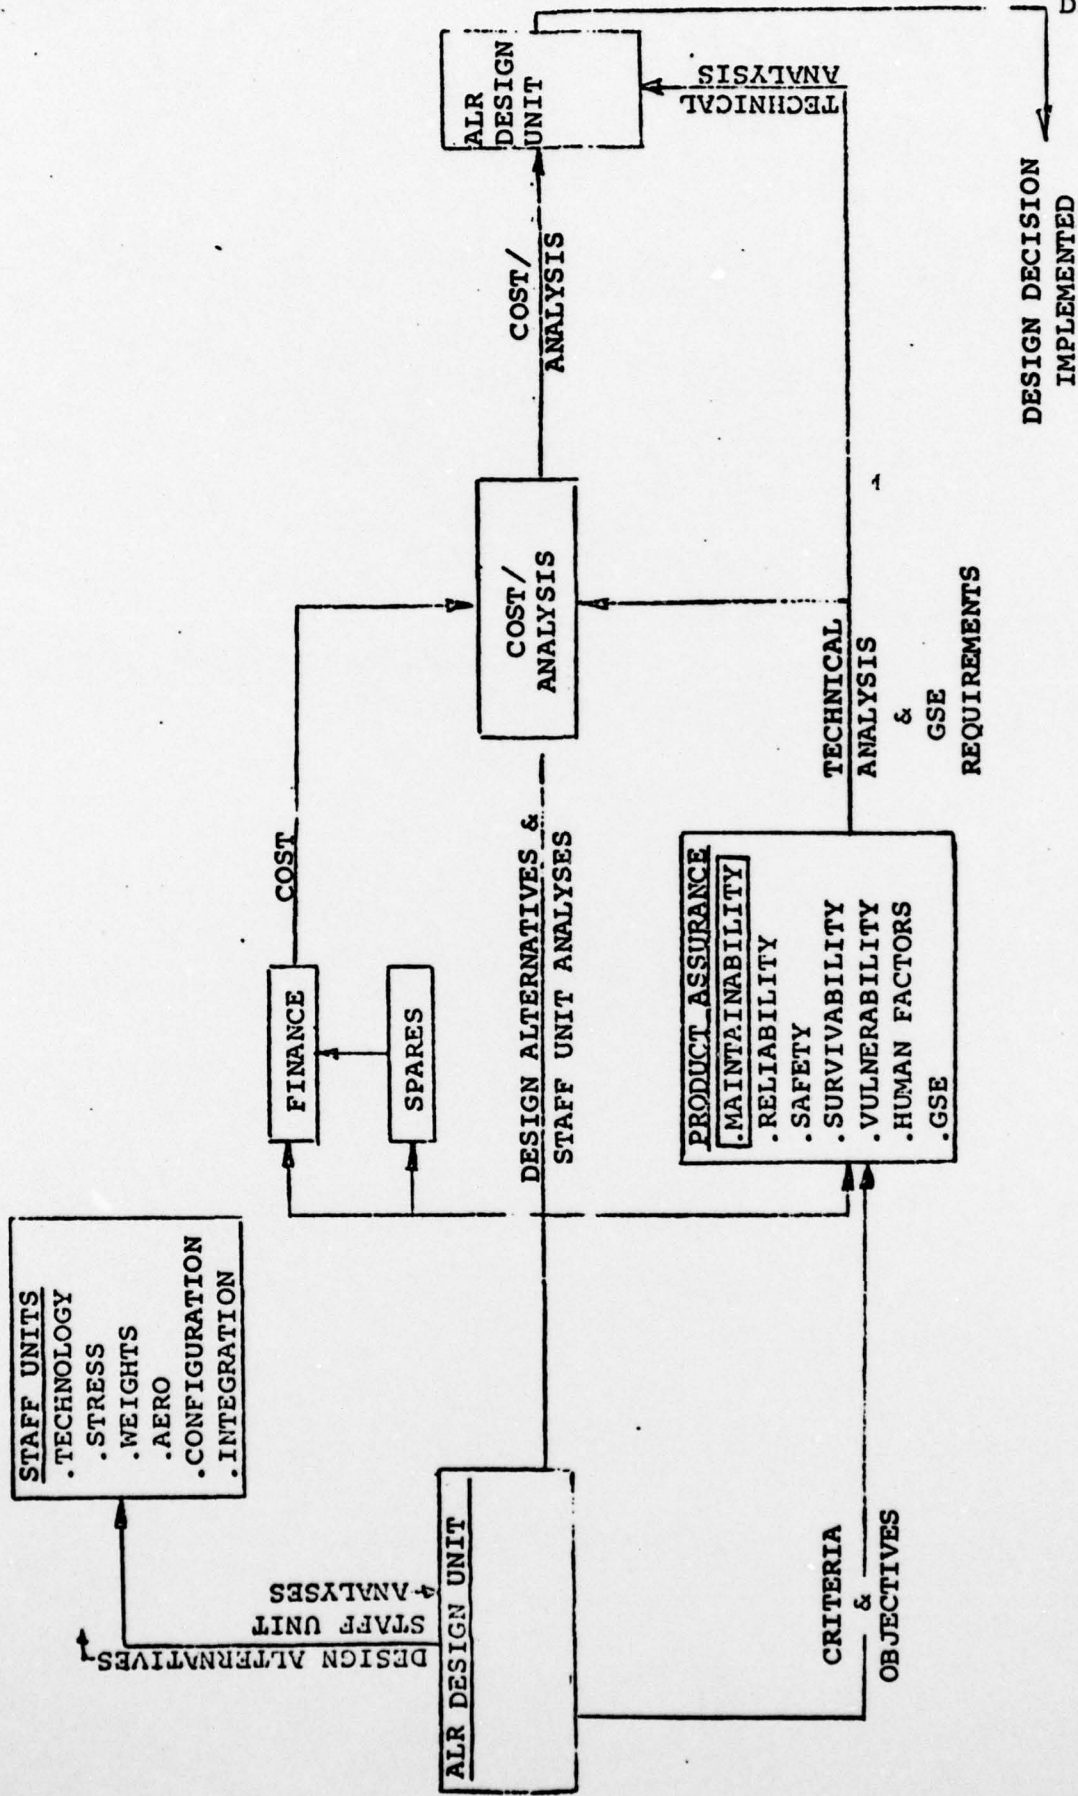 STAFF UNITS
.TECHNOLOGY
.STRESS
.WEIGHTS
.AERO
.CONFIGURATION
.INTEGRATION
DESIGN ALTERNATIVES
STAFF UNIT
ANALYSES
ALR DESIGN UNIT
CRITERIA
&
OBJECTIVES
FINANCE
SPARES
COST
DESIGN ALTERNATIVES &
STAFF UNIT ANALYSES
PRODUCT ASSURANCE
.MAINTAINABILITY
.RELIABILITY
.SAFETY
.SURVIVABILITY
.VULNERABILITY
.HUMAN FACTORS
.GSE
COST/
ANALYSIS
TECHNICAL
ANALYSIS
&
GSE
REQUIREMENTS
COST/
ANALYSIS
ALR
DESIGN
UNIT
TECHNICAL
ANALYSIS
DESIGN DECISION
IMPLEMENTED
D